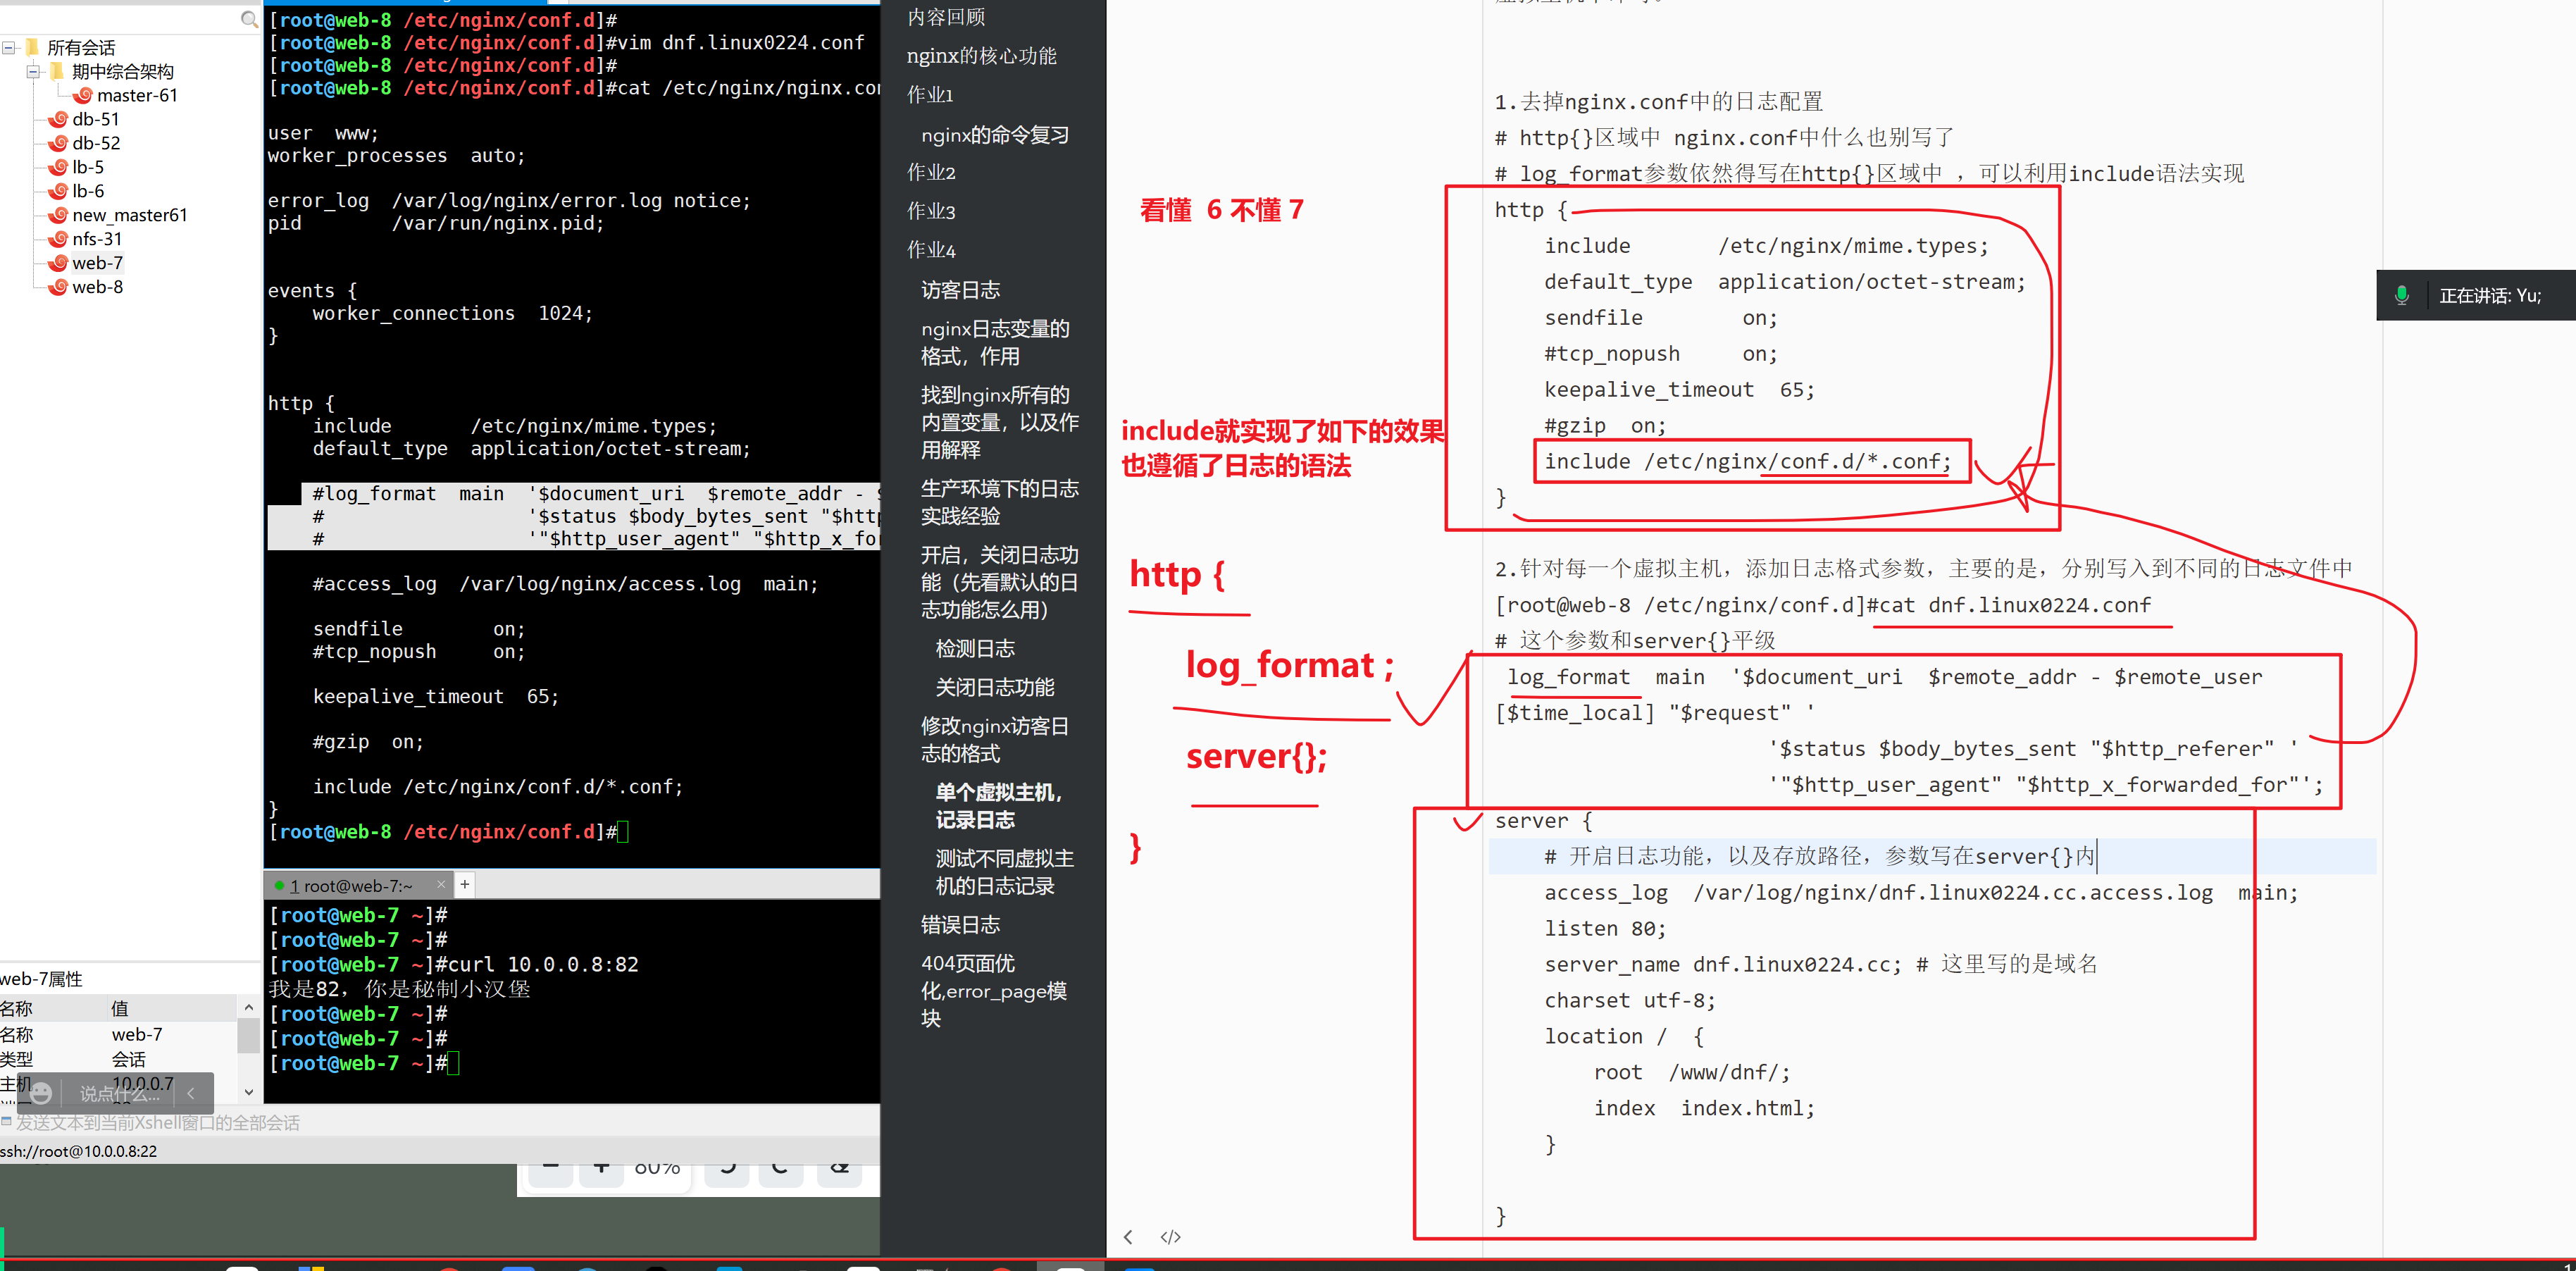 所有会话
期中综合架构
master-61
db-51
db-52
lb-5
lb-6
new_master61
nfs-31
web-7
web-8
web-7属性
名称 值
名称 web-7
类型 会话
主机 10.0.0.7
说点什么...
发送文本到当前Xshell窗口的全部会话
ssh://root@10.0.0.8:22
[root@web-8 /etc/nginx/conf.d]#
[root@web-8 /etc/nginx/conf.d]#vim dnf.linux0224.conf
[root@web-8 /etc/nginx/conf.d]#
[root@web-8 /etc/nginx/conf.d]#cat /etc/nginx/nginx.con
user  www;
worker_processes  auto;
error_log  /var/log/nginx/error.log notice;
pid        /var/run/nginx.pid;
events {
    worker_connections  1024;
}
http {
    include       /etc/nginx/mime.types;
    default_type  application/octet-stream;
    #log_format  main  '$document_uri  $remote_addr -
    #                  '$status $body_bytes_sent "$http
    #                  '"$http_user_agent" "$http_x_for
    #access_log  /var/log/nginx/access.log  main;
    sendfile        on;
    #tcp_nopush     on;
    keepalive_timeout  65;
    #gzip  on;
    include /etc/nginx/conf.d/*.conf;
}
[root@web-8 /etc/nginx/conf.d]#
1 root@web-7:~ × +
[root@web-7 ~]#
[root@web-7 ~]#
[root@web-7 ~]#curl 10.0.0.8:82
我是82，你是秘制小汉堡
[root@web-7 ~]#
[root@web-7 ~]#
[root@web-7 ~]#
80%
内容回顾
nginx的核心功能
作业1
nginx的命令复习
作业2
作业3
作业4
访客日志
nginx日志变量的
格式，作用
找到nginx所有的
内置变量，以及作
用解释
生产环境下的日志
实践经验
开启，关闭日志功
能（先看默认的日
志功能怎么用）
检测日志
关闭日志功能
修改nginx访客日
志的格式
单个虚拟主机，
记录日志
测试不同虚拟主
机的日志记录
错误日志
404页面优
化,error_page模
块
看懂 6 不懂 7
include就实现了如下的效果
也遵循了日志的语法
http {
log_format ;
server{};
}
1.去掉nginx.conf中的日志配置
# http{}区域中 nginx.conf中什么也别写了
# log_format参数依然得写在http{}区域中 ，可以利用include语法实现
http {
    include       /etc/nginx/mime.types;
    default_type  application/octet-stream;
    sendfile        on;
    #tcp_nopush     on;
    keepalive_timeout  65;
    #gzip  on;
    include /etc/nginx/conf.d/*.conf;
}
2.针对每一个虚拟主机，添加日志格式参数，主要的是，分别写入到不同的日志文件中
[root@web-8 /etc/nginx/conf.d]#cat dnf.linux0224.conf
# 这个参数和server{}平级
 log_format  main  '$document_uri  $remote_addr - $remote_user
[$time_local] "$request" '
                      '$status $body_bytes_sent "$http_referer" '
                      '"$http_user_agent" "$http_x_forwarded_for"';
server {
    # 开启日志功能，以及存放路径，参数写在server{}内
    access_log  /var/log/nginx/dnf.linux0224.cc.access.log  main;
    listen 80;
    server_name dnf.linux0224.cc; # 这里写的是域名
    charset utf-8;
    location /  {
        root  /www/dnf/;
        index  index.html;
    }
}
正在讲话: Yu;